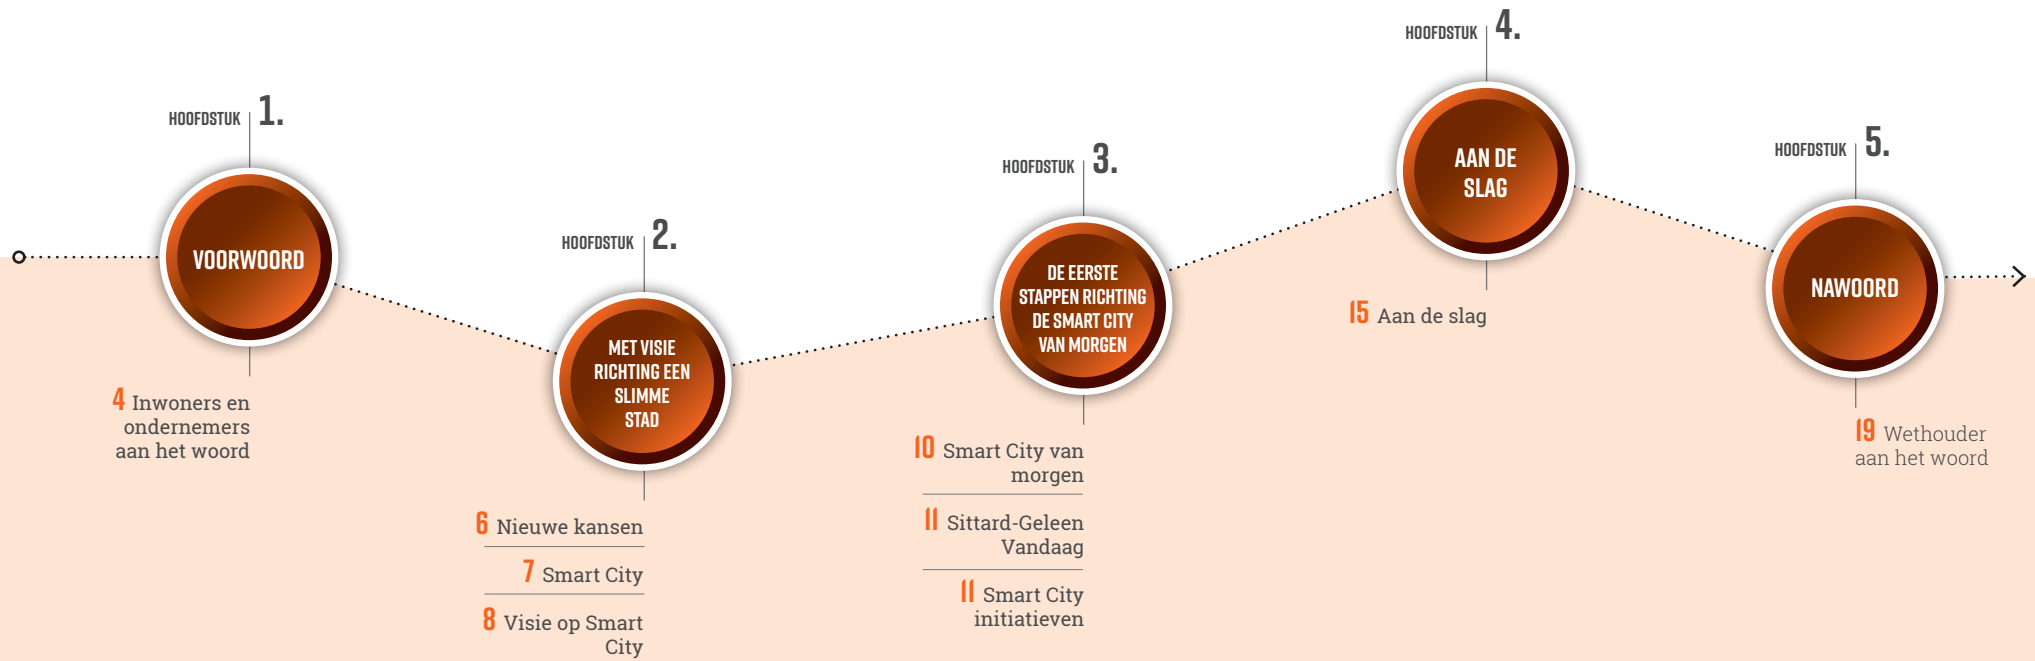 HOOFDSTUK 1.
VOORWOORD
4 Inwoners en
ondernemers
aan het woord
HOOFDSTUK 2.
MET VISIE
RICHTING EEN
SLIMME
STAD
6 Nieuwe kansen
7 Smart City
8 Visie op Smart
City
HOOFDSTUK 3.
DE EERSTE
STAPPEN RICHTING
DE SMART CITY
VAN MORGEN
10 Smart City van
morgen
11 Sittard-Geleen
Vandaag
11 Smart City
initiatieven
HOOFDSTUK 4.
AAN DE
SLAG
15 Aan de slag
HOOFDSTUK 5.
NAWOORD
19 Wethouder
aan het woord